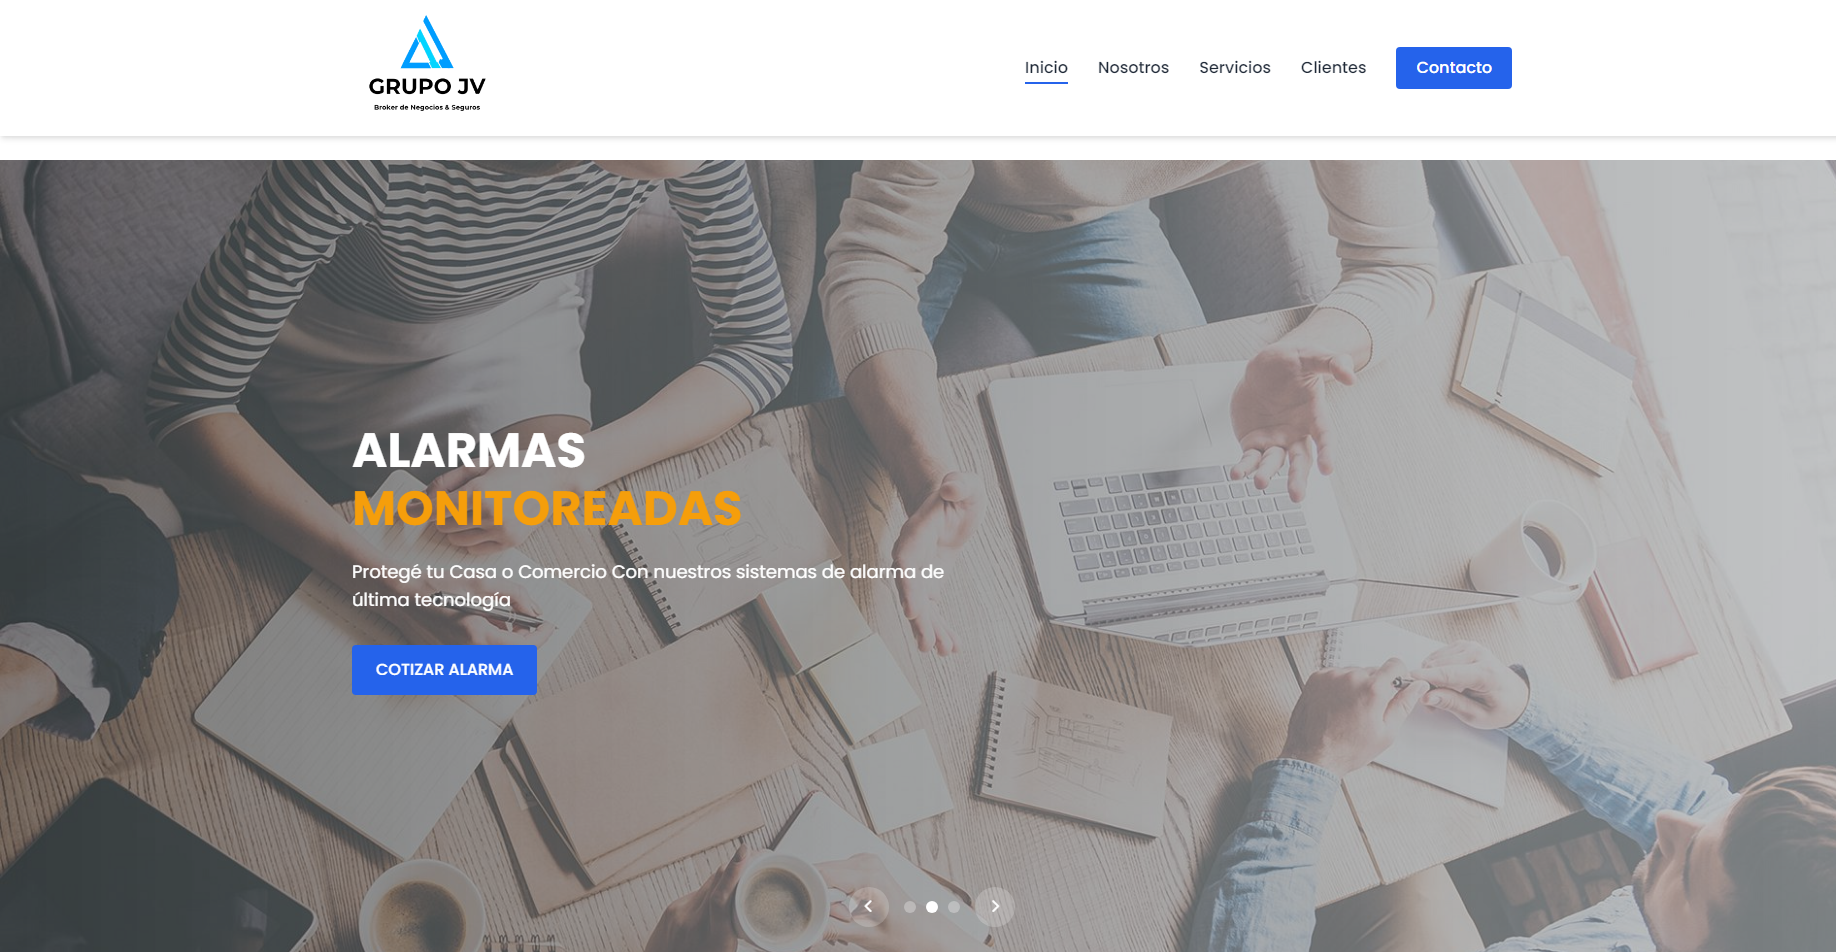 GRUPO JV
Broker de Negocios & Seguros
Inicio
Nosotros
Servicios
Clientes
Contacto
ALARMAS
MONITOREADAS
Protegé tu Casa o Comercio Con nuestros sistemas de alarma de
última tecnología
COTIZAR ALARMA